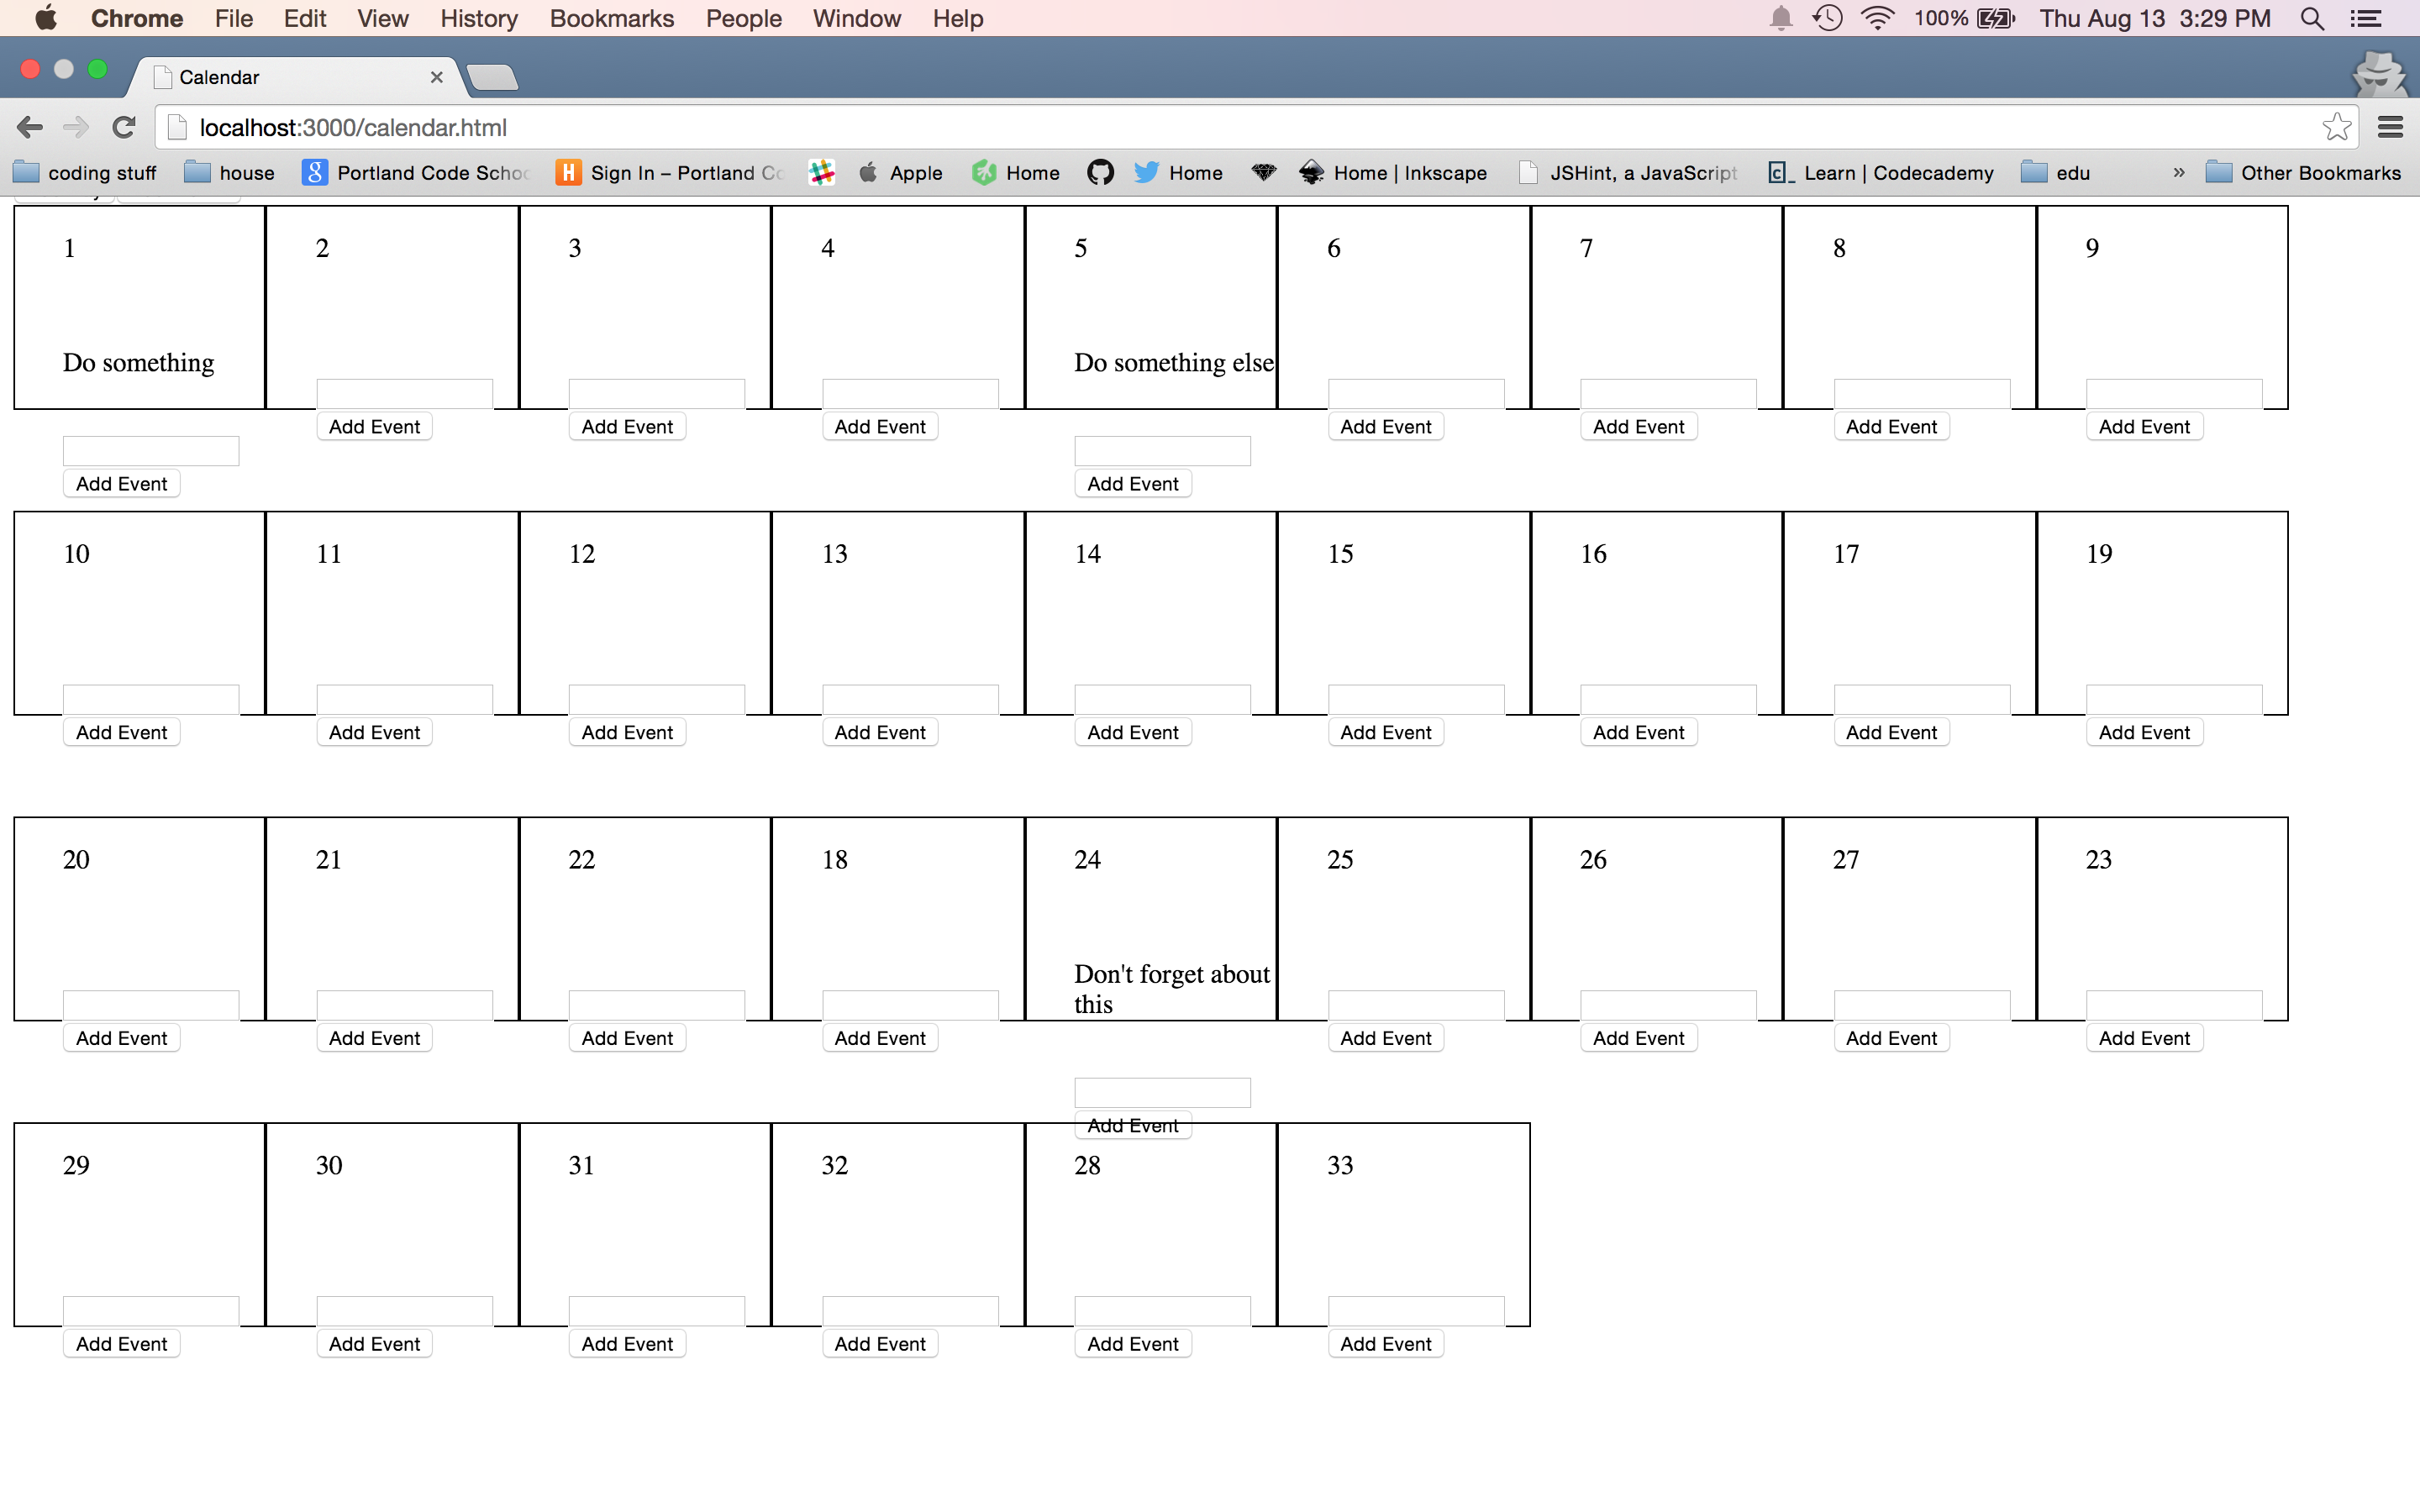 Chrome File Edit View History Bookmarks People Window Help 100% Thu Aug 13 3:29 PM
Calendar
localhost:3000/calendar.html
coding stuff house Portland Code Schoo Sign In – Portland Co Apple Home Home Home | Inkscape JSHint, a JavaScript Learn | Codecademy edu » Other Bookmarks
1 2 3 4 5 6 7 8 9
Do something Do something else
Add Event Add Event Add Event Add Event Add Event Add Event Add Event
Add Event Add Event
10 11 12 13 14 15 16 17 19
Add Event Add Event Add Event Add Event Add Event Add Event Add Event Add Event Add Event
20 21 22 18 24 25 26 27 23
Don't forget about
this
Add Event Add Event Add Event Add Event Add Event Add Event Add Event Add Event
Add Event
29 30 31 32 28 33
Add Event Add Event Add Event Add Event Add Event Add Event